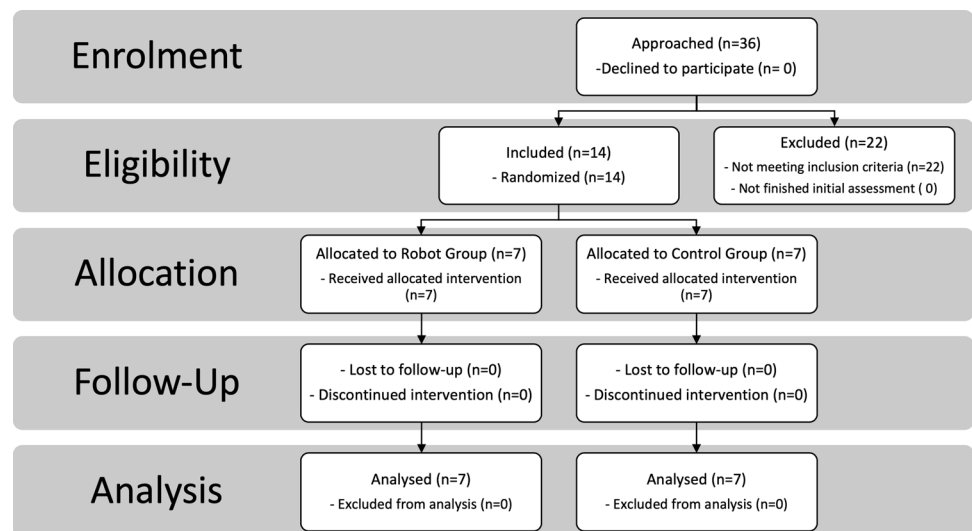 Enrolment
Approached (n=36)
-Declined to participate (n= 0)
Eligibility
Included (n=14)
- Randomized (n=14)
Excluded (n=22)
- Not meeting inclusion criteria (n=22)
- Not finished initial assessment ( 0)
Allocation
Allocated to Robot Group (n=7)
- Received allocated intervention
(n=7)
Allocated to Control Group (n=7)
- Received allocated intervention
(n=7)
Follow-Up
- Lost to follow-up (n=0)
- Discontinued intervention (n=0)
- Lost to follow-up (n=0)
- Discontinued intervention (n=0)
Analysis
Analysed (n=7)
- Excluded from analysis (n=0)
Analysed (n=7)
- Excluded from analysis (n=0)